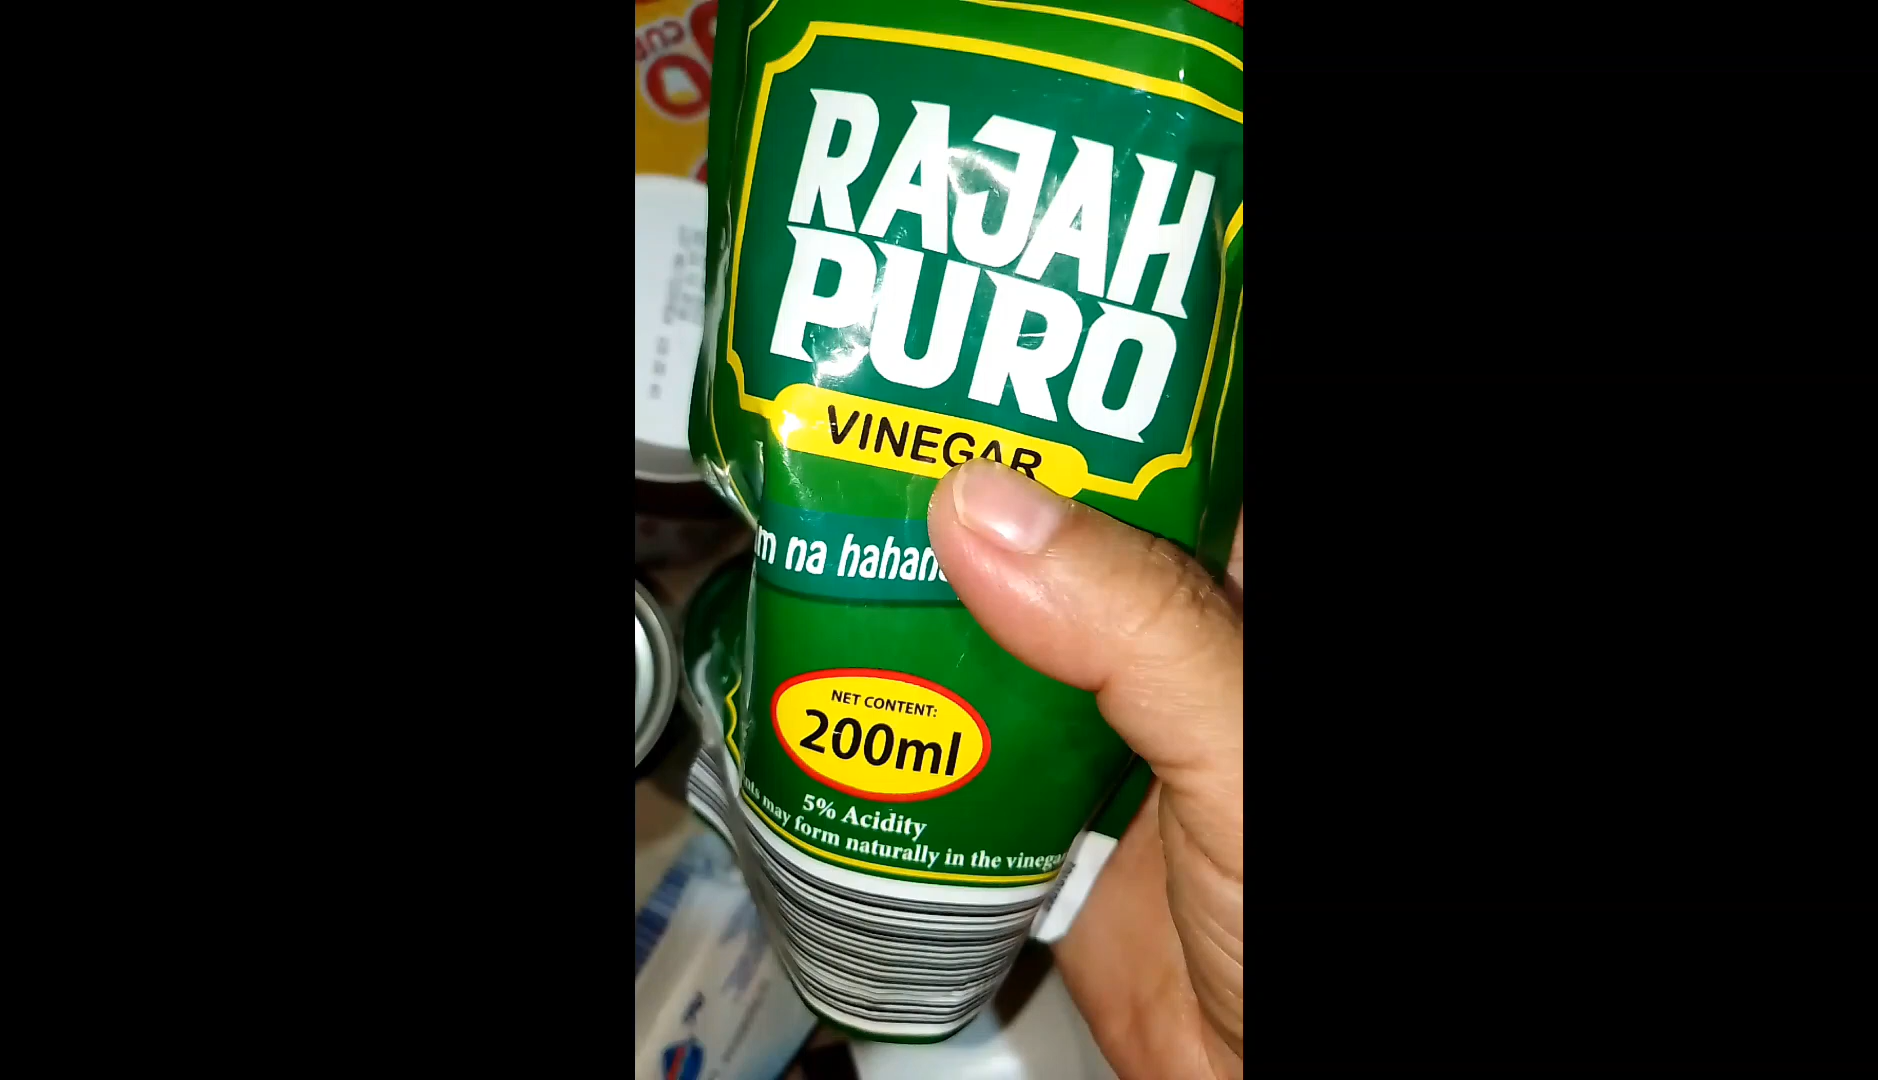 RAJAH
PURO
VINEGAR
na
NET CONTENT:
200ml
5% Acidity
may form naturally in the